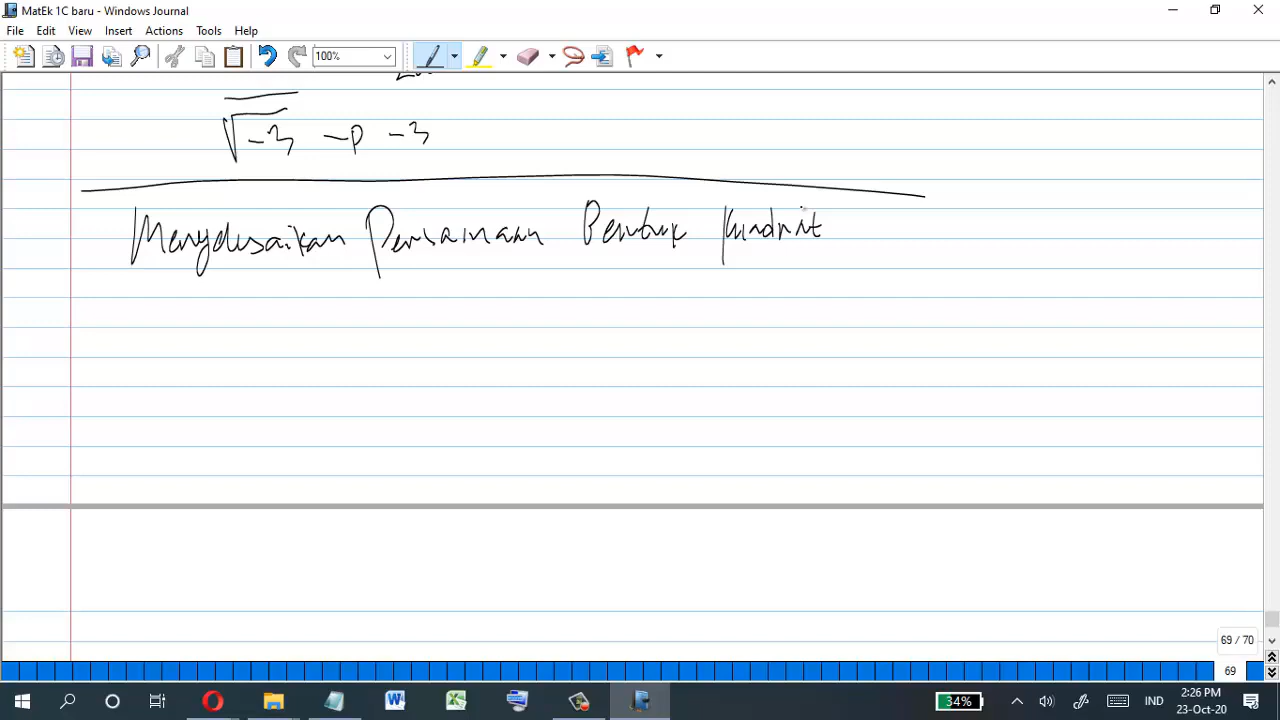 MatEk 1C baru - Windows Journal
File Edit View Insert Actions Tools Help
100%
√-3 -p -3
Menyelesaikan Persamaan Bentuk Kuadrat
69 / 70
69
34% IND 2:26 PM
23-Oct-20